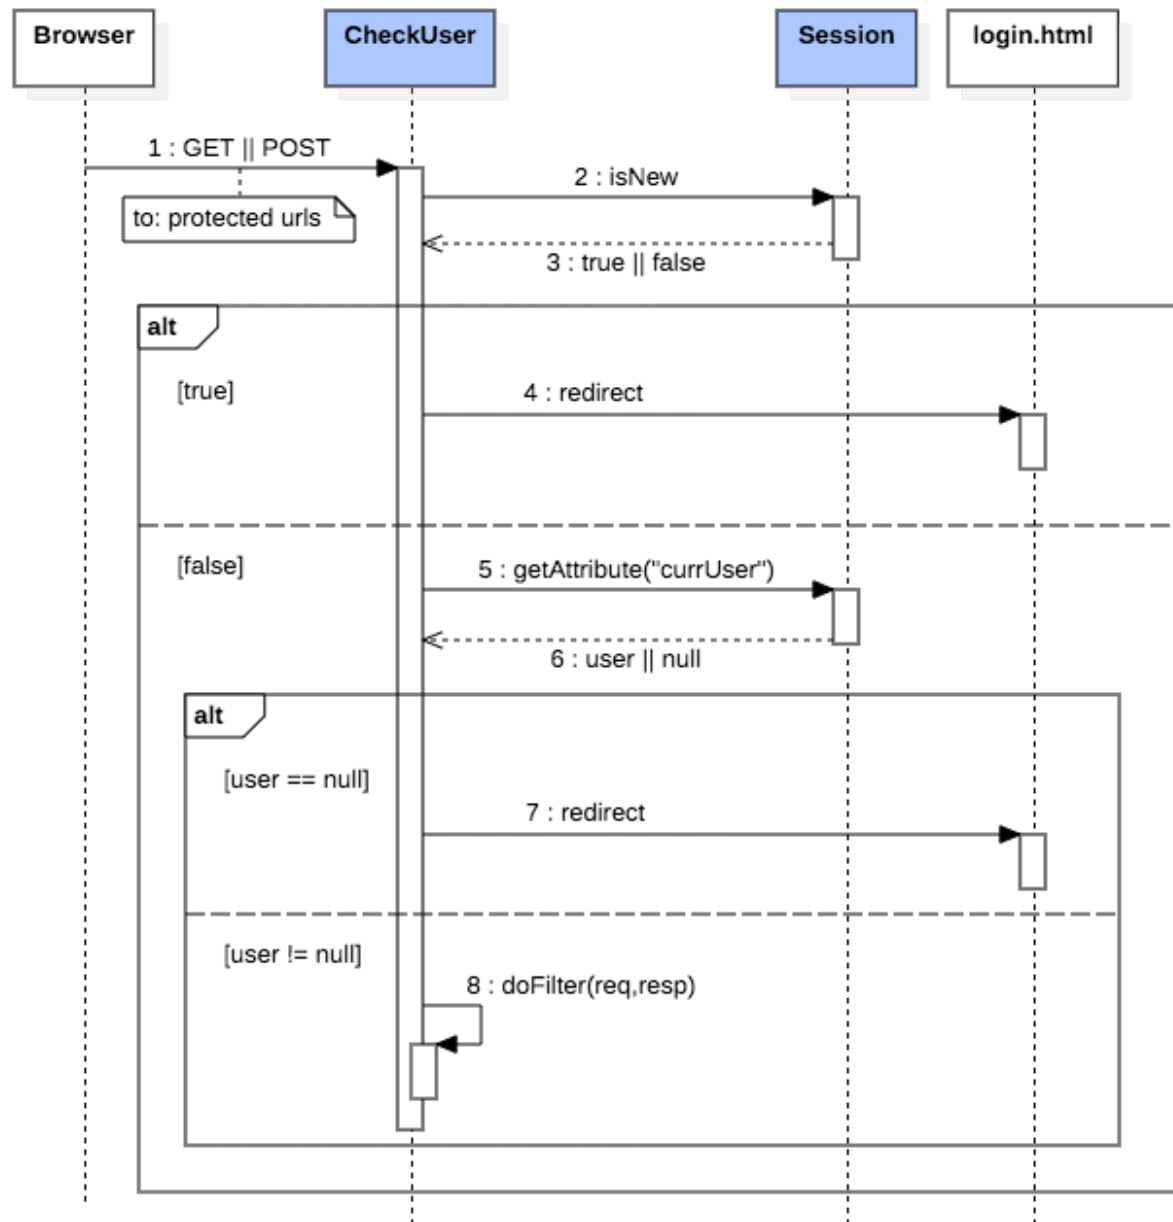 Browser
CheckUser
Session
login.html
1 : GET || POST
2 : isNew
to: protected urls
3 : true || false
alt
[true]
4 : redirect
[false]
5 : getAttribute("currUser")
6 : user || null
alt
[user == null]
7 : redirect
[user != null]
8 : doFilter(req,resp)